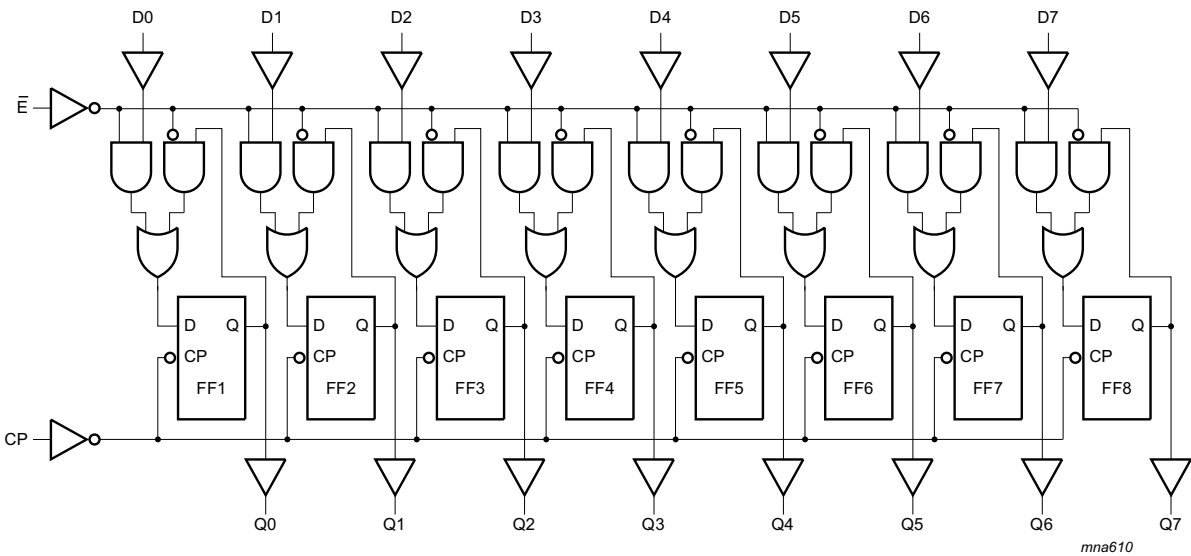 D0 D1 D2 D3 D4 D5 D6 D7
E̅
D Q D Q D Q D Q D Q D Q D Q D Q
CP CP CP CP CP CP CP CP
FF1 FF2 FF3 FF4 FF5 FF6 FF7 FF8
CP
Q0 Q1 Q2 Q3 Q4 Q5 Q6 Q7
mna610